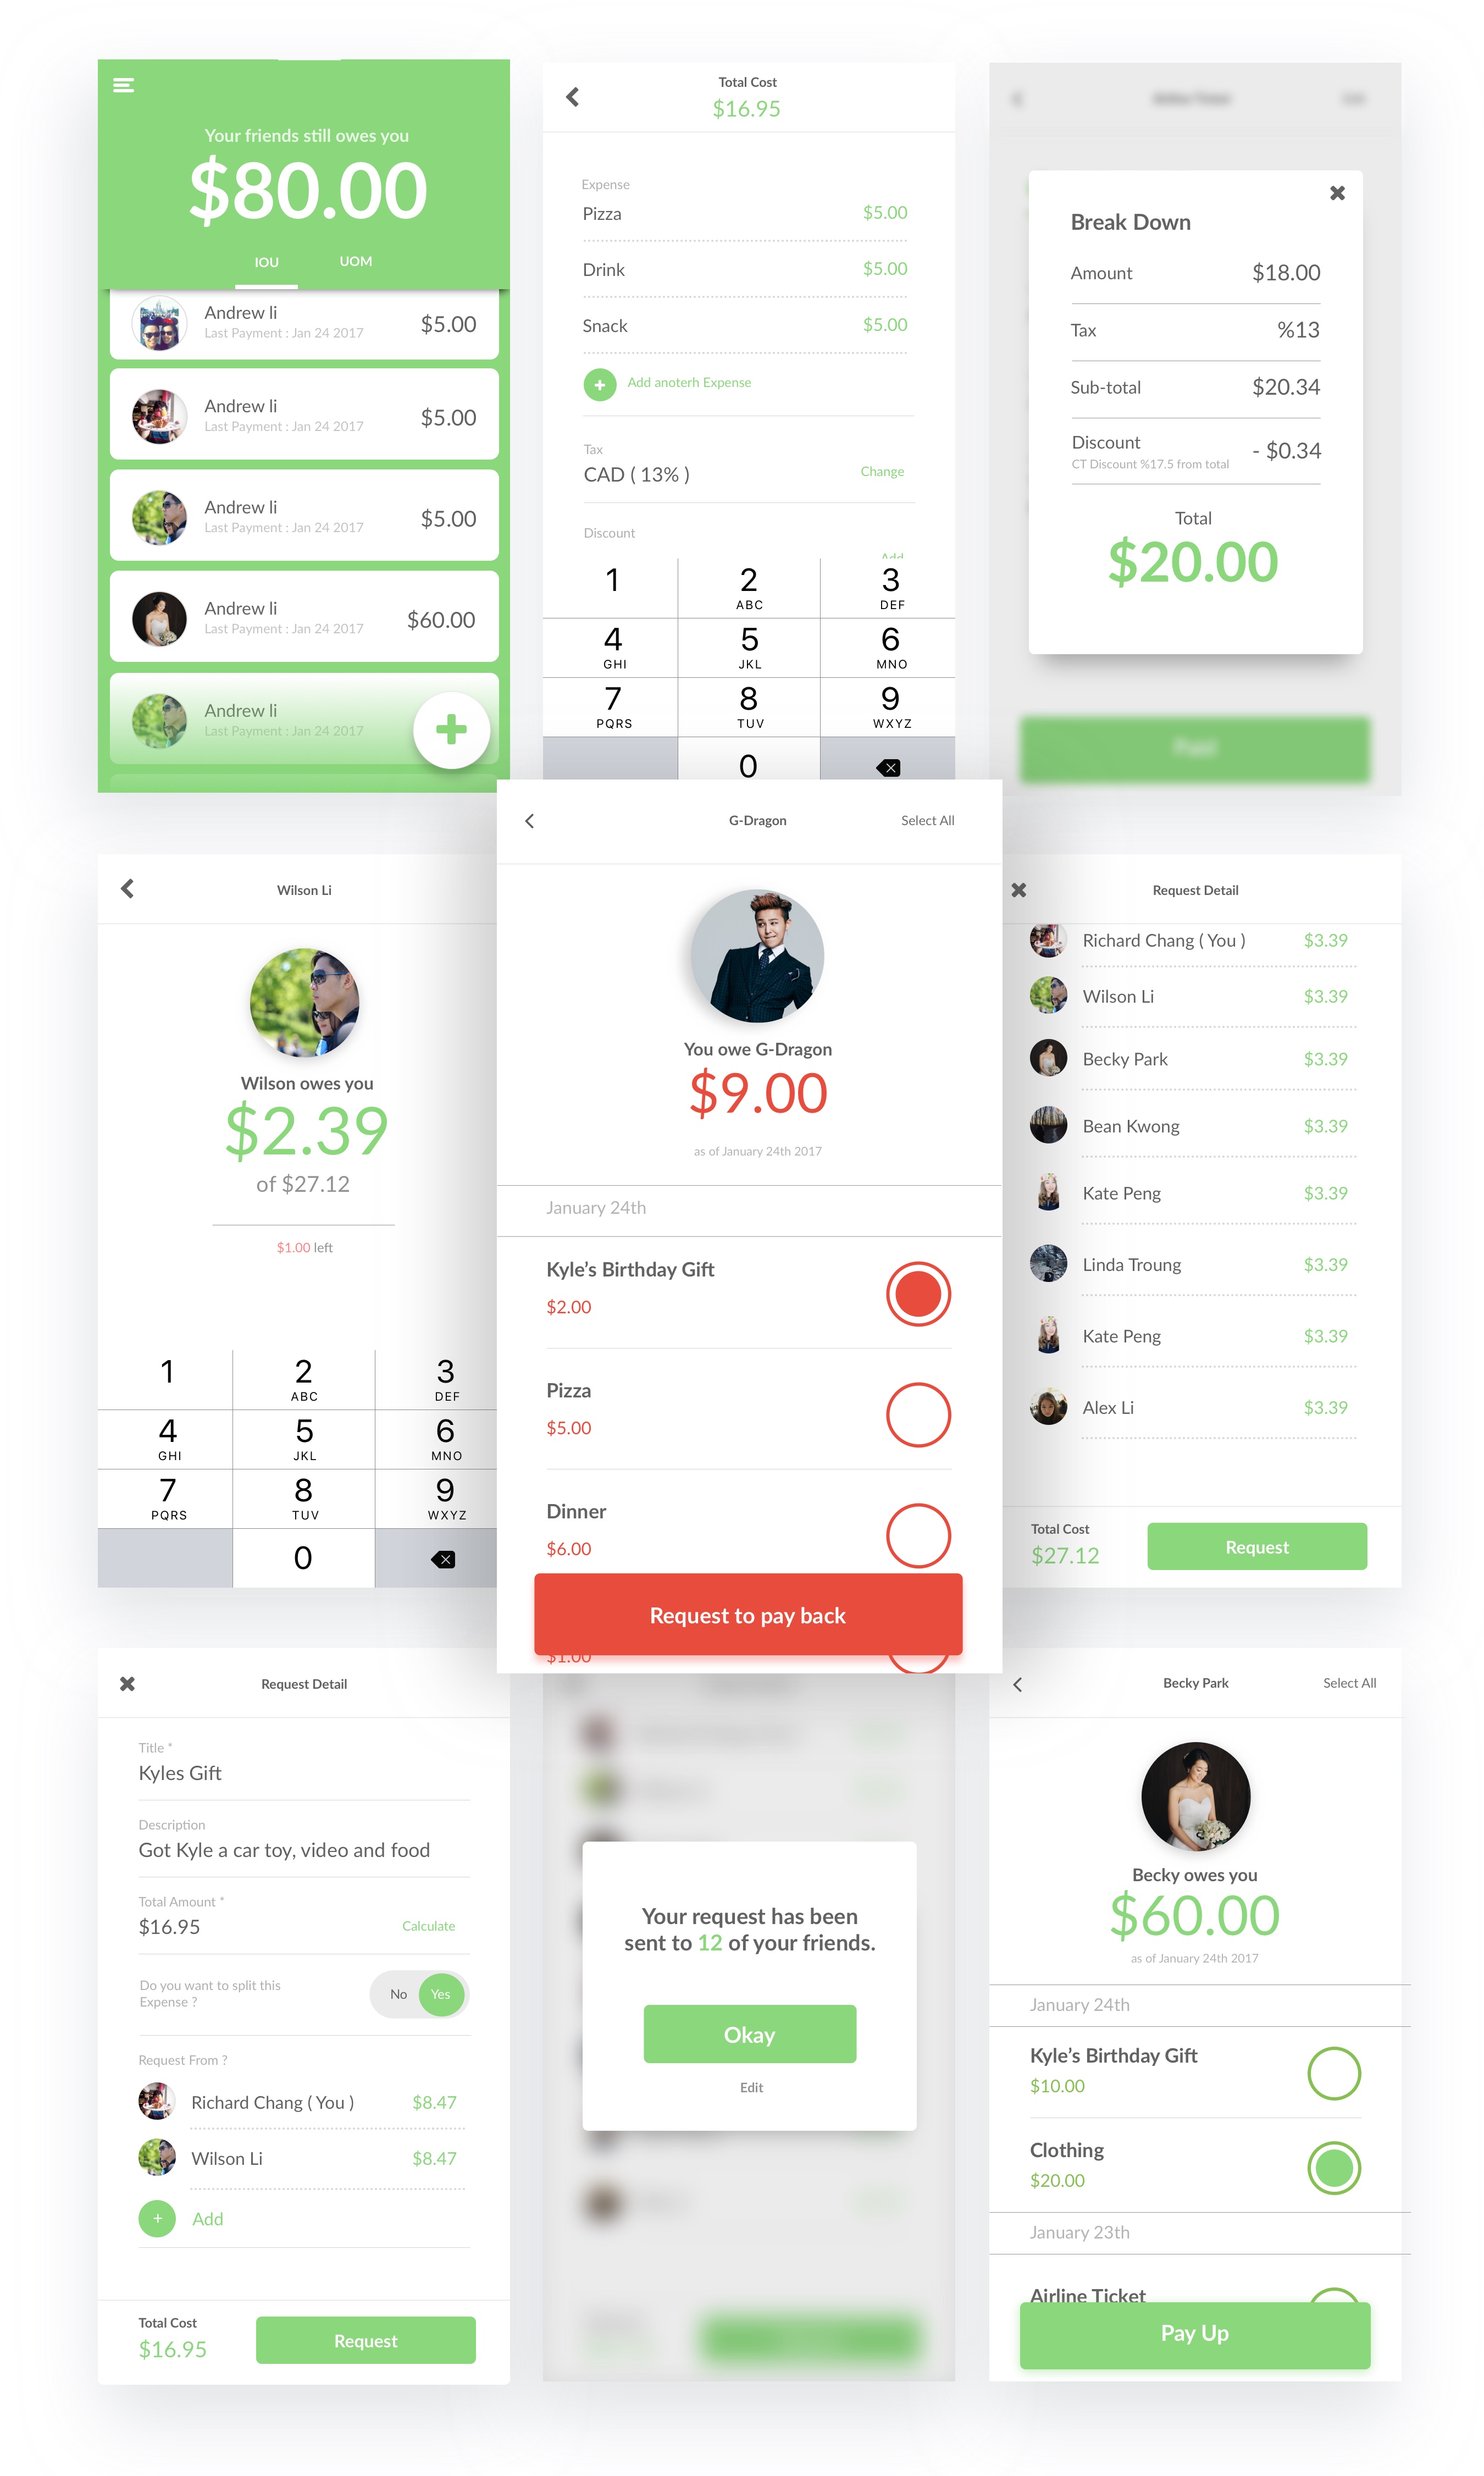 Your friends still owes you
$80.00
IOU UOM
Andrew li
Last Payment : Jan 24 2017
$5.00
Andrew li
Last Payment : Jan 24 2017
$5.00
Andrew li
Last Payment : Jan 24 2017
$5.00
Andrew li
Last Payment : Jan 24 2017
$60.00
Andrew li
Last Payment : Jan 24 2017
Total Cost
$16.95
Expense
Pizza $5.00
Drink $5.00
Snack $5.00
+ Add anoterh Expense
Tax
CAD ( 13% ) Change
Discount
Add
1 2 3
ABC DEF
4 5 6
GHI JKL MNO
7 8 9
PQRS TUV WXYZ
0
Break Down
Amount $18.00
Tax %13
Sub-total $20.34
Discount - $0.34
CT Discount %17.5 from total
Total
$20.00
Paid
Wilson Li
Wilson owes you
$2.39
of $27.12
$1.00 left
1 2 3
ABC DEF
4 5 6
GHI JKL MNO
7 8 9
PQRS TUV WXYZ
0
G-Dragon Select All
You owe G-Dragon
$9.00
as of January 24th 2017
January 24th
Kyle's Birthday Gift
$2.00
Pizza
$5.00
Dinner
$6.00
Request to pay back
$1.00
Request Detail
Richard Chang ( You ) $3.39
Wilson Li $3.39
Becky Park $3.39
Bean Kwong $3.39
Kate Peng $3.39
Linda Troung $3.39
Kate Peng $3.39
Alex Li $3.39
Total Cost
$27.12
Request
Request Detail
Title *
Kyles Gift
Description
Got Kyle a car toy, video and food
Total Amount *
$16.95 Calculate
Do you want to split this
Expense ?
No Yes
Request From ?
Richard Chang ( You ) $8.47
Wilson Li $8.47
+ Add
Total Cost
$16.95
Request
Your request has been
sent to 12 of your friends.
Okay
Edit
Becky Park Select All
Becky owes you
$60.00
as of January 24th 2017
January 24th
Kyle's Birthday Gift
$10.00
Clothing
$20.00
January 23th
Airline Ticket
Pay Up